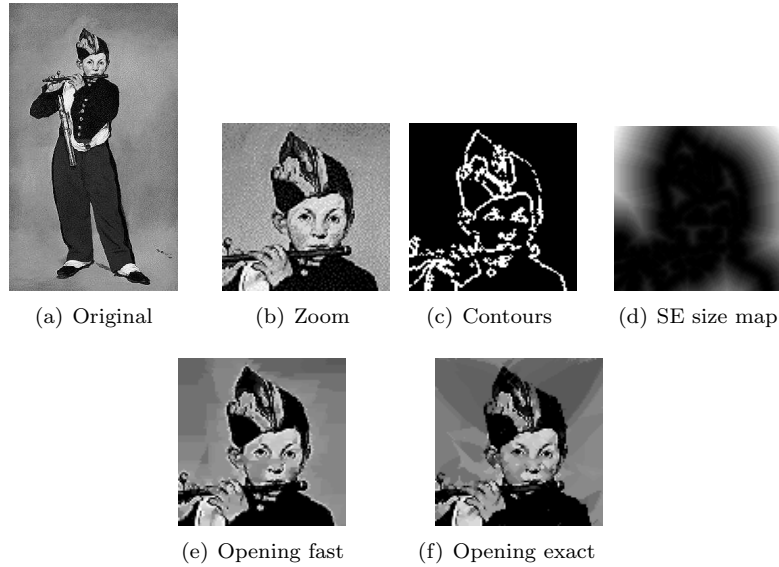 (a) Original
(b) Zoom
(c) Contours
(d) SE size map
(e) Opening fast
(f) Opening exact